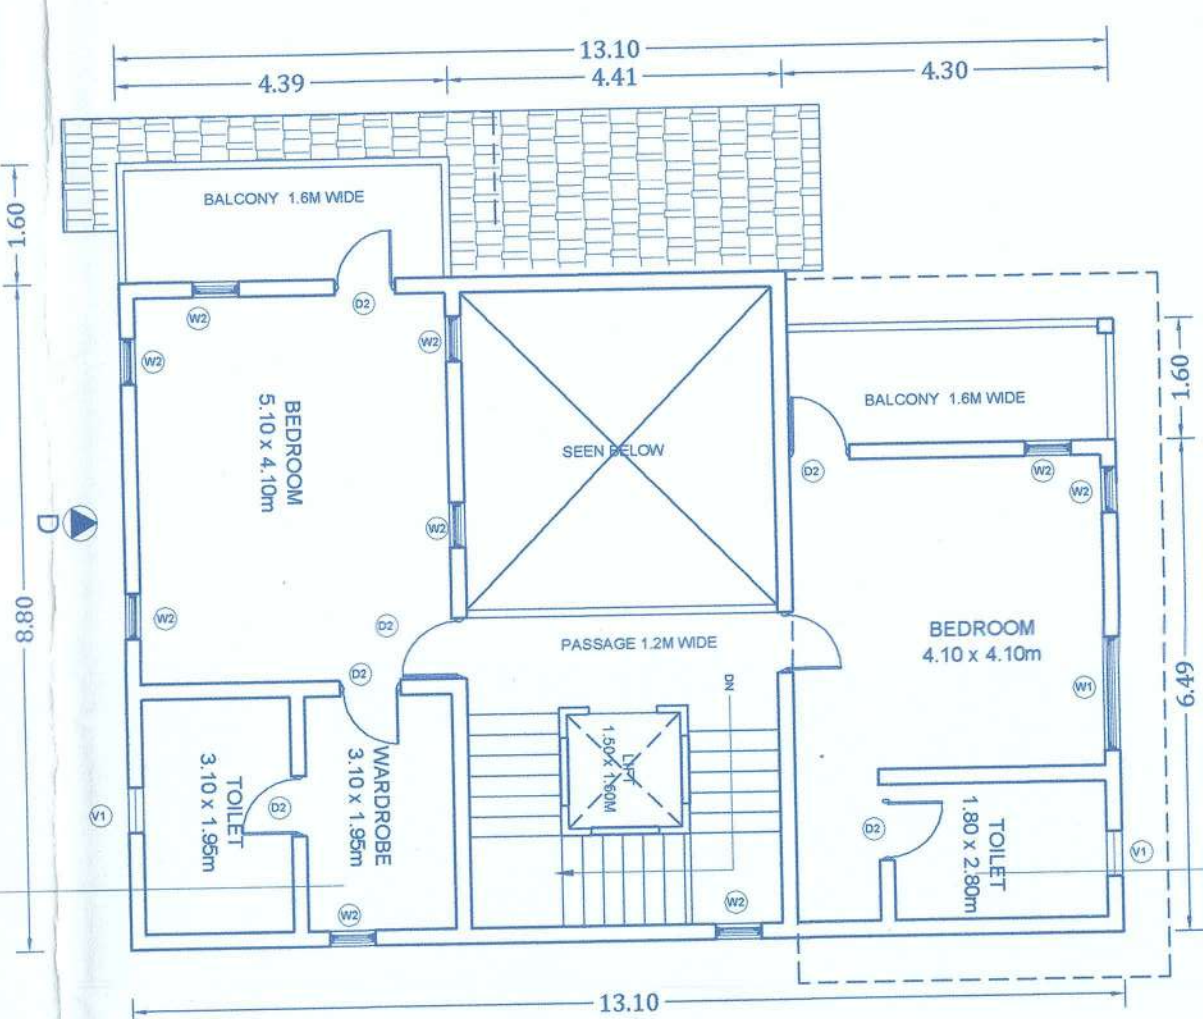 13.10
4.39
4.41
4.30
1.60
BALCONY 1.6M WIDE
D2
W2
W2
W2
BEDROOM
5.10 x 4.10m
SEEN BELOW
1.60
BALCONY 1.6M WIDE
D2
W2
W2
D
W2
8.80
W2
D2
PASSAGE 1.2M WIDE
BEDROOM
4.10 x 4.10m
6.49
D2
DN
W1
LIFT
1.50 x 1.60M
TOILET
3.10 x 1.95m
D2
WARDROBE
3.10 x 1.95m
V1
D2
TOILET
1.80 x 2.80m
V1
W2
W2
13.10